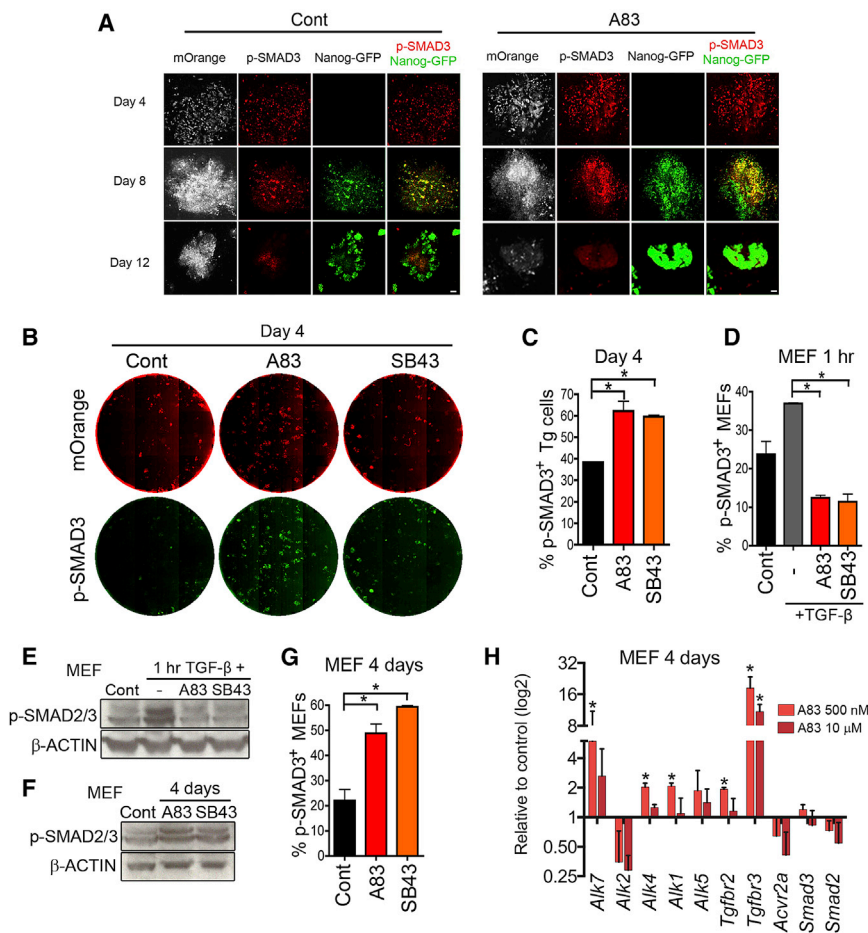 A
Cont
A83
mOrange p-SMAD3 Nanog-GFP p-SMAD3 Nanog-GFP
mOrange p-SMAD3 Nanog-GFP p-SMAD3 Nanog-GFP
Day 4
Day 8
Day 12
B
Day 4
Cont A83 SB43
mOrange
p-SMAD3
C
Day 4
*
*
% p-SMAD3+ Tg cells
70
60
50
40
30
20
10
0
Cont
A83
SB43
D
MEF 1 hr
*
*
% p-SMAD3+ MEFs
40
30
20
10
0
Cont
-
A83
SB43
+TGF-β
E
MEF 1 hr TGF-β +
Cont - A83 SB43
p-SMAD2/3
β-ACTIN
F
MEF 4 days
Cont A83 SB43
p-SMAD2/3
β-ACTIN
G
MEF 4 days
*
*
% p-SMAD3+ MEFs
60
50
40
30
20
10
0
Cont
A83
SB43
H
MEF 4 days
Relative to control (log2)
32
16
8
4
2
1
0.50
0.25
* * * * * *
A83 500 nM
A83 10 μM
Alk7
Alk2
Alk4
Alk1
Alk5
Tgfbr2
Tgfbr3
Acvr2a
Smad3
Smad2